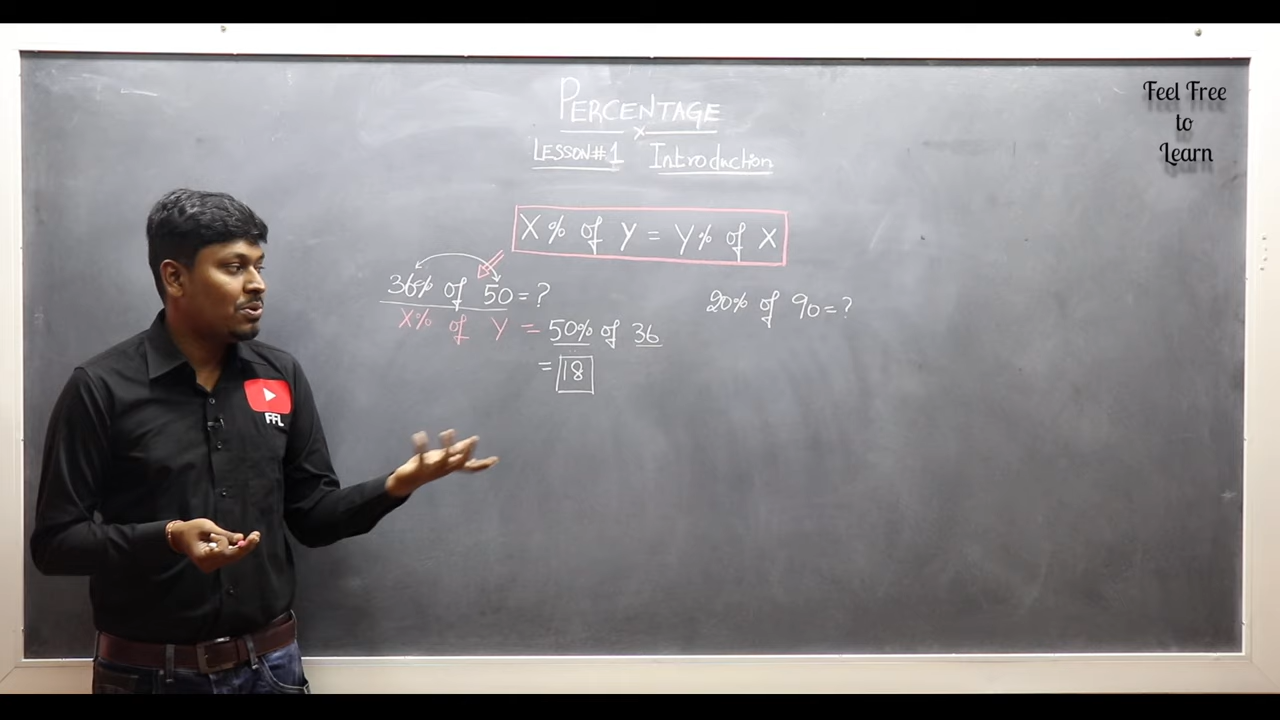 PERCENTAGE
LESSON#1 Introduction
X% of Y = Y% of X
36% of 50 = ?
X% of Y = 50% of 36
= 18
20% of 90 = ?
Feel Free
to
Learn
FFL